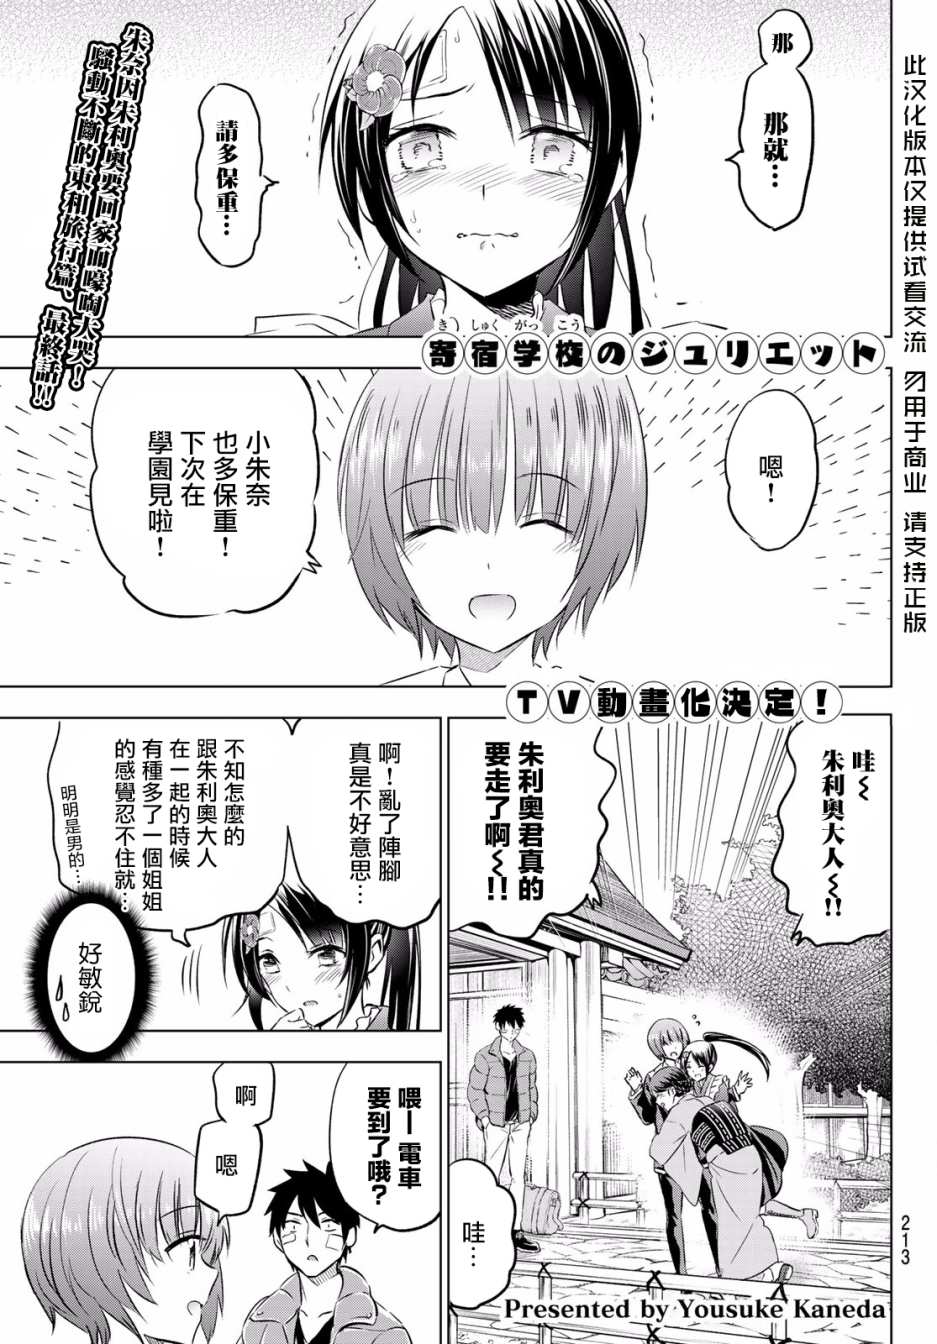 那
那就…
請多保重…
朱奈因朱利奧要回家而嚎啕大哭！
騷動不斷的東和旅行篇、最終話!!
き しゅく がっ こう
寄宿学校のジュリエット
嗯！
小朱奈
也多保重！
下次在
學園見啦！
此汉化版本仅提供试看交流 勿用于商业 请支持正版
TV動畫化決定！
哇～
朱利奧大人～!!
朱利奧君真的
要走了啊～!!
啊！亂了陣腳
真是不好意思…
不知怎麼的
跟朱利奧大人
在一起的時候
有種多了一個姐姐
的感覺忍不住就…
明明是男的…
好敏銳
哇…
喂—電車
要到了哦?
啊
嗯
213
Presented by Yousuke Kaneda